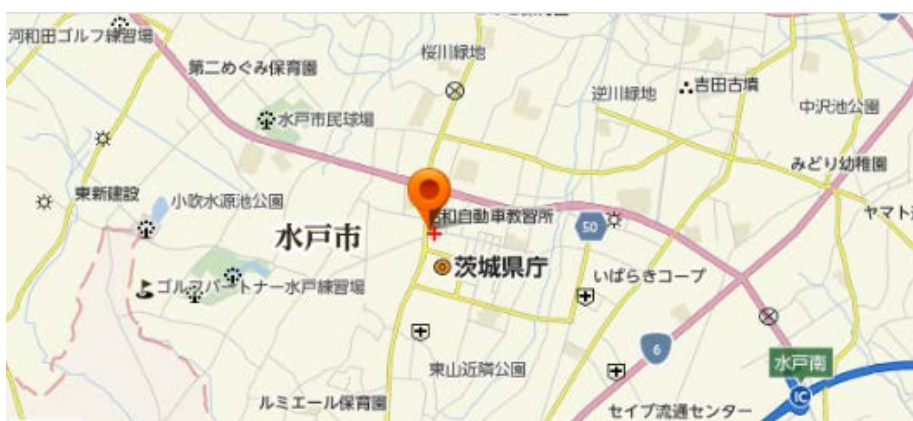 河和田ゴルフ練習場
桜川緑地
第二めぐみ保育園
吉田古墳
逆川緑地
中沢池公園
水戸市民球場
みどり幼稚園
東新建設
小吹水源池公園
和自動車教習所
ヤマト
50
水戸市
茨城県庁
いばらきコープ
ゴルフパートナー水戸練習場
6
東山近隣公園
水戸南
ルミエール保育園
セイブ流通センター
IC